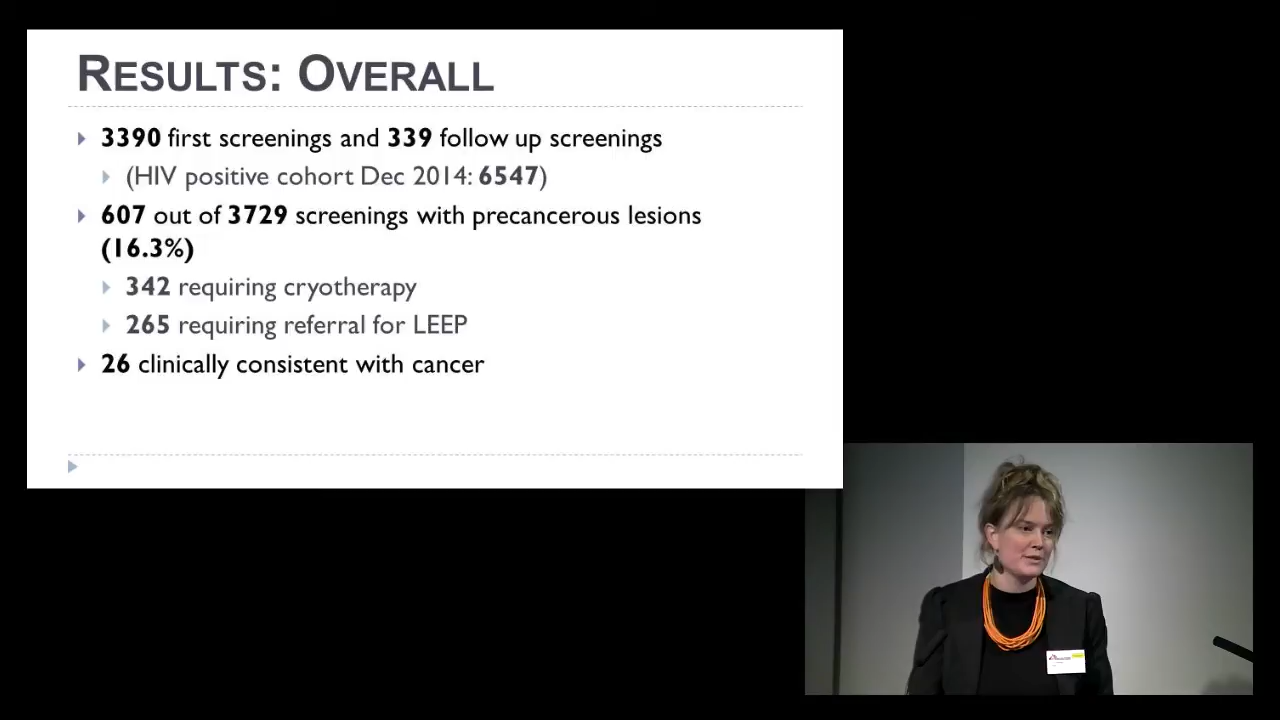 RESULTS: OVERALL
3390 first screenings and 339 follow up screenings
(HIV positive cohort Dec 2014: 6547)
607 out of 3729 screenings with precancerous lesions
(16.3%)
342 requiring cryotherapy
265 requiring referral for LEEP
26 clinically consistent with cancer